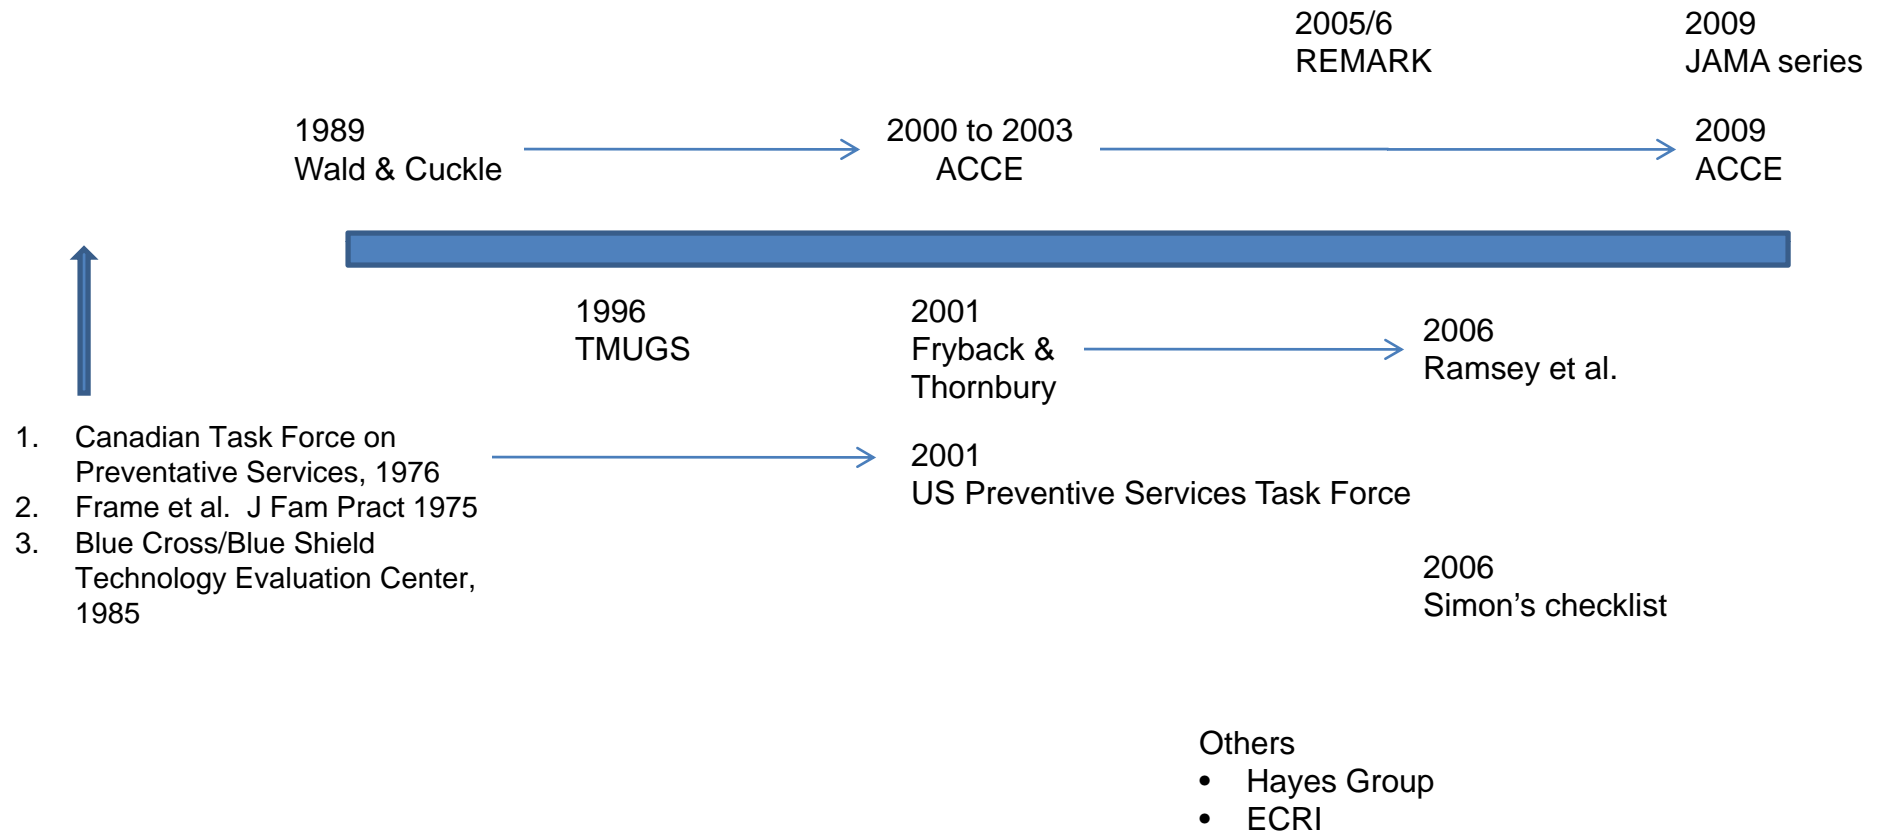 2005/6
REMARK
2009
JAMA series
1989
Wald & Cuckle
2000 to 2003
ACCE
2009
ACCE
1996
TMUGS
2001
Fryback &
Thornbury
2006
Ramsey et al.
1. Canadian Task Force on
Preventative Services, 1976
2. Frame et al. J Fam Pract 1975
3. Blue Cross/Blue Shield
Technology Evaluation Center,
1985
2001
US Preventive Services Task Force
2006
Simon’s checklist
Others
• Hayes Group
• ECRI